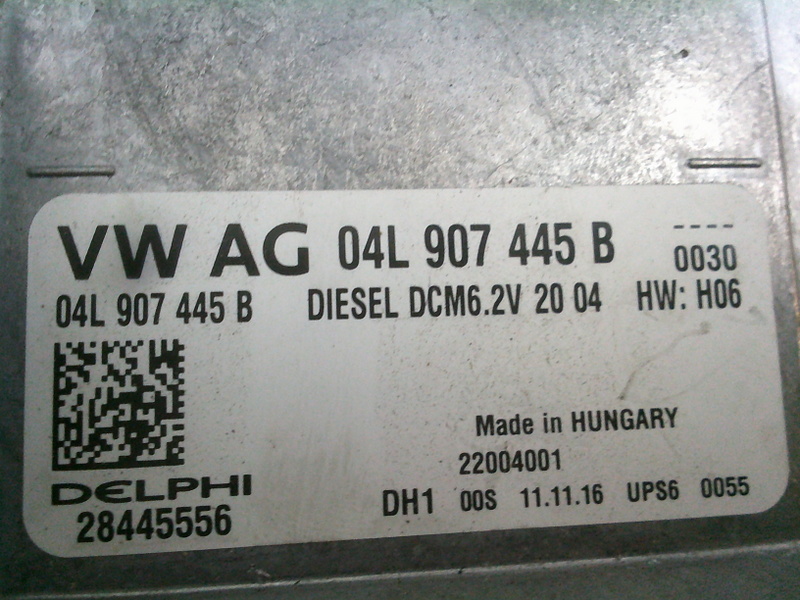 VW AG 04L 907 445 B ----
0030
04L 907 445 B DIESEL DCM6.2V 20 04 HW: H06
Made in HUNGARY
22004001
DELPHI
DH1 00S 11.11.16 UPS6 0055
28445556